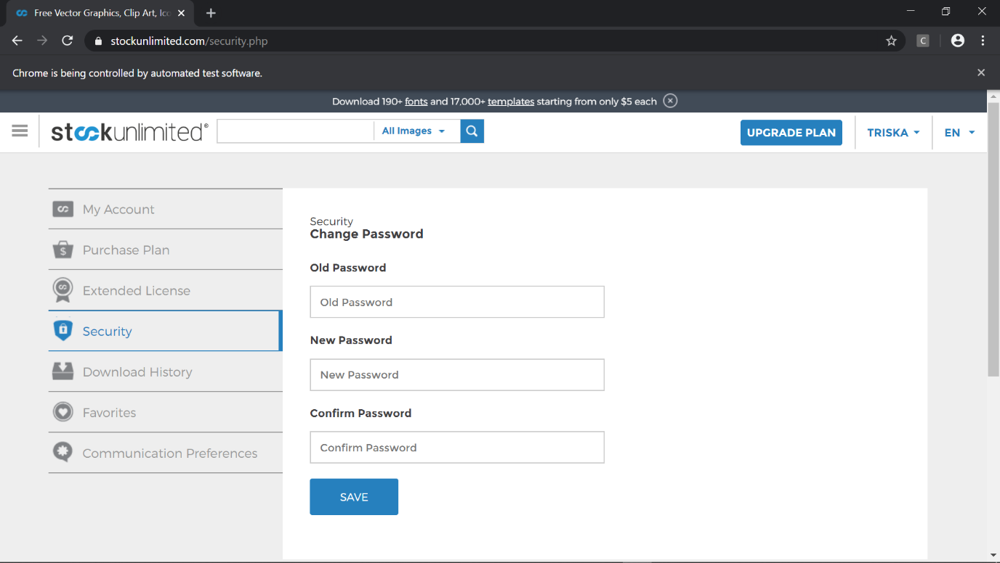 Free Vector Graphics, Clip Art, Ico
stockunlimited.com/security.php
C
Chrome is being controlled by automated test software.
Download 190+ fonts and 17,000+ templates starting from only $5 each
stockunlimited®
All Images
UPGRADE PLAN
TRISKA
EN
My Account
Purchase Plan
Extended License
Security
Download History
Favorites
Communication Preferences
Security
Change Password
Old Password
Old Password
New Password
New Password
Confirm Password
Confirm Password
SAVE